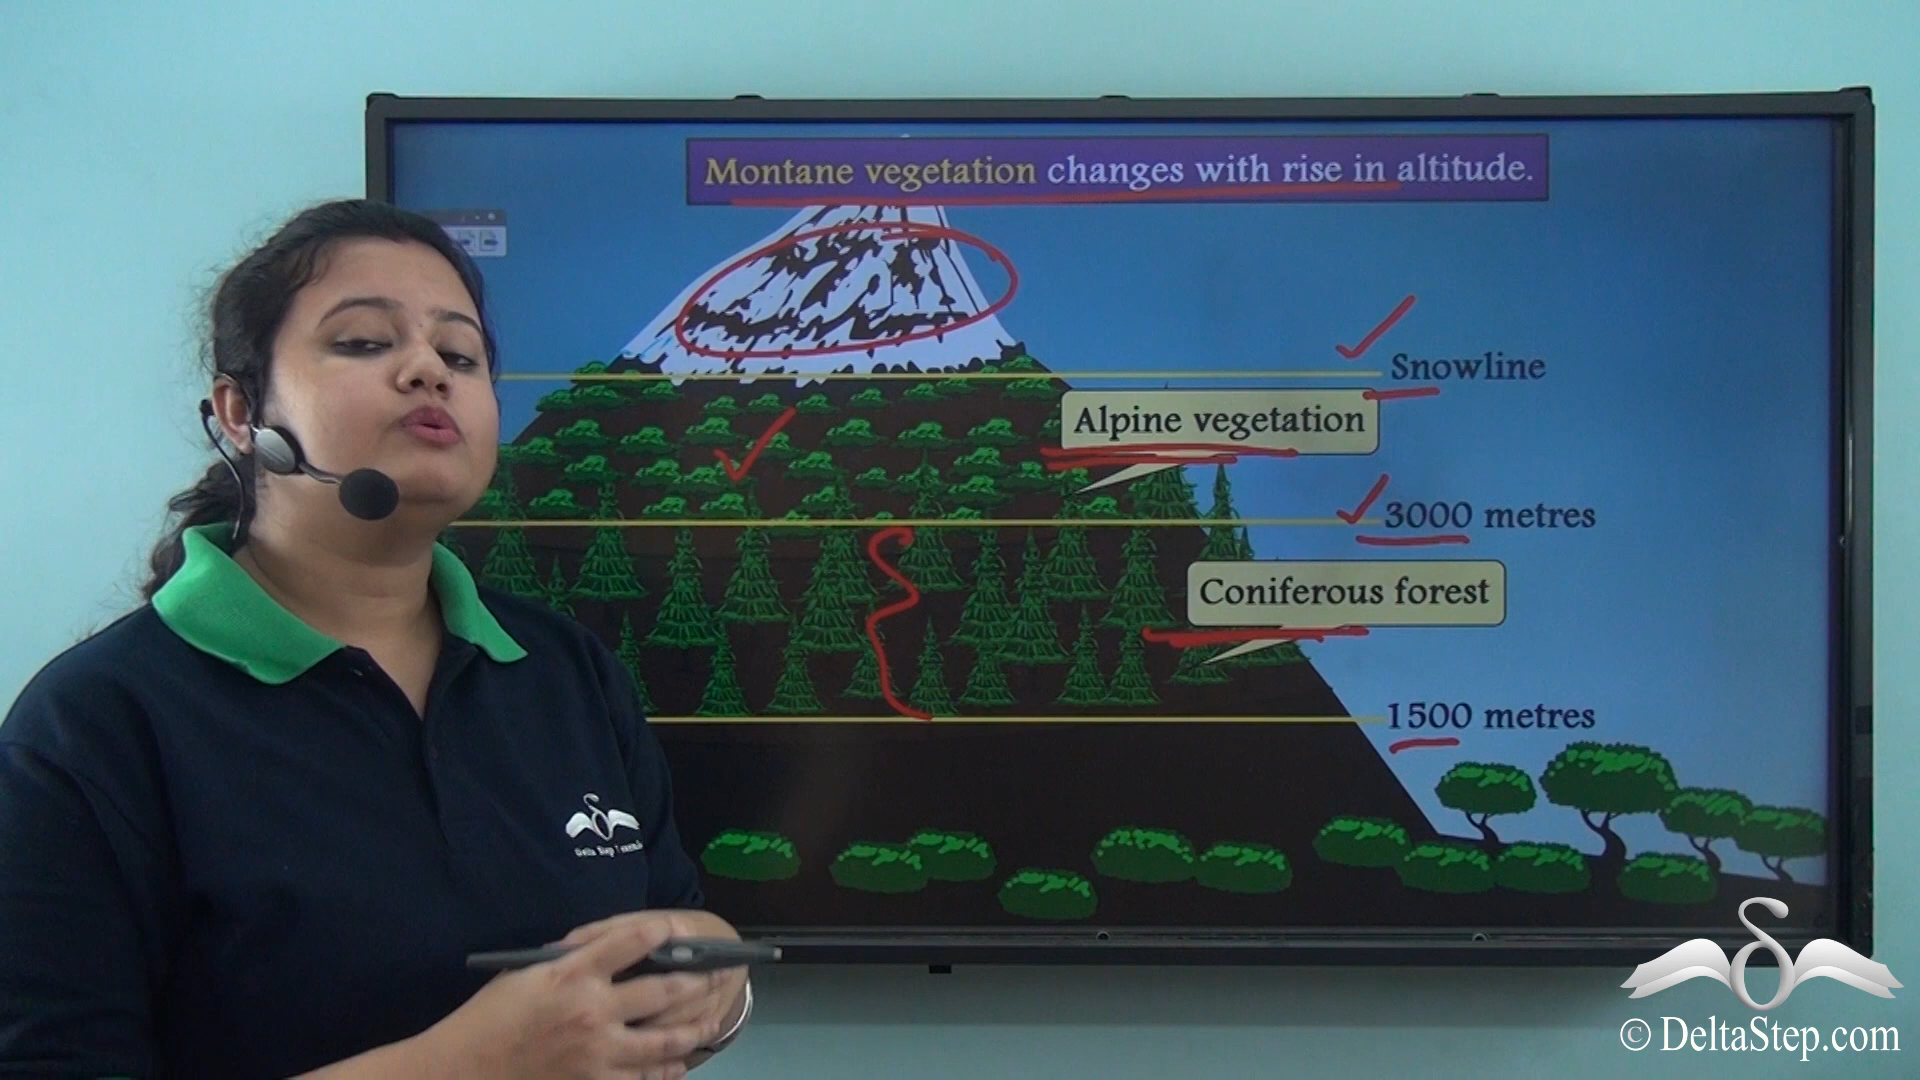 Montane vegetation changes with rise in altitude.
Snowline
Alpine vegetation
3000 metres
Coniferous forest
1500 metres
© DeltaStep.com